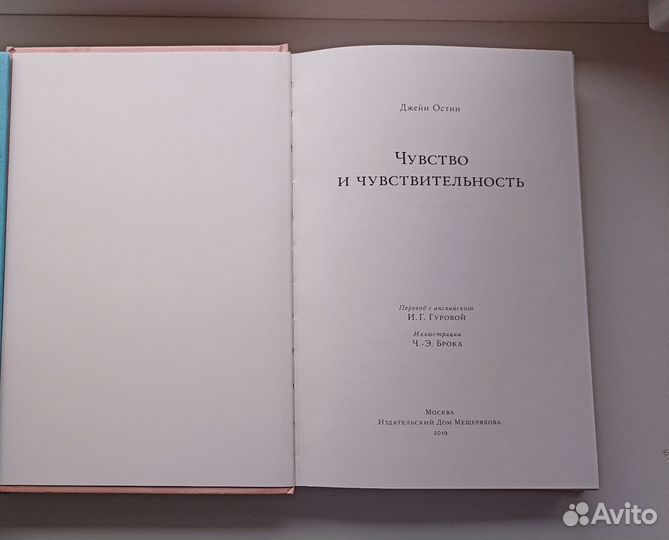 Джейн Остин
Чувство
и чувствительность
Перевод с английского
И. Г. Гуровой
Иллюстрации
Ч.-Э. Брока
Москва
Издательский Дом Мещерякова
2019
Avito